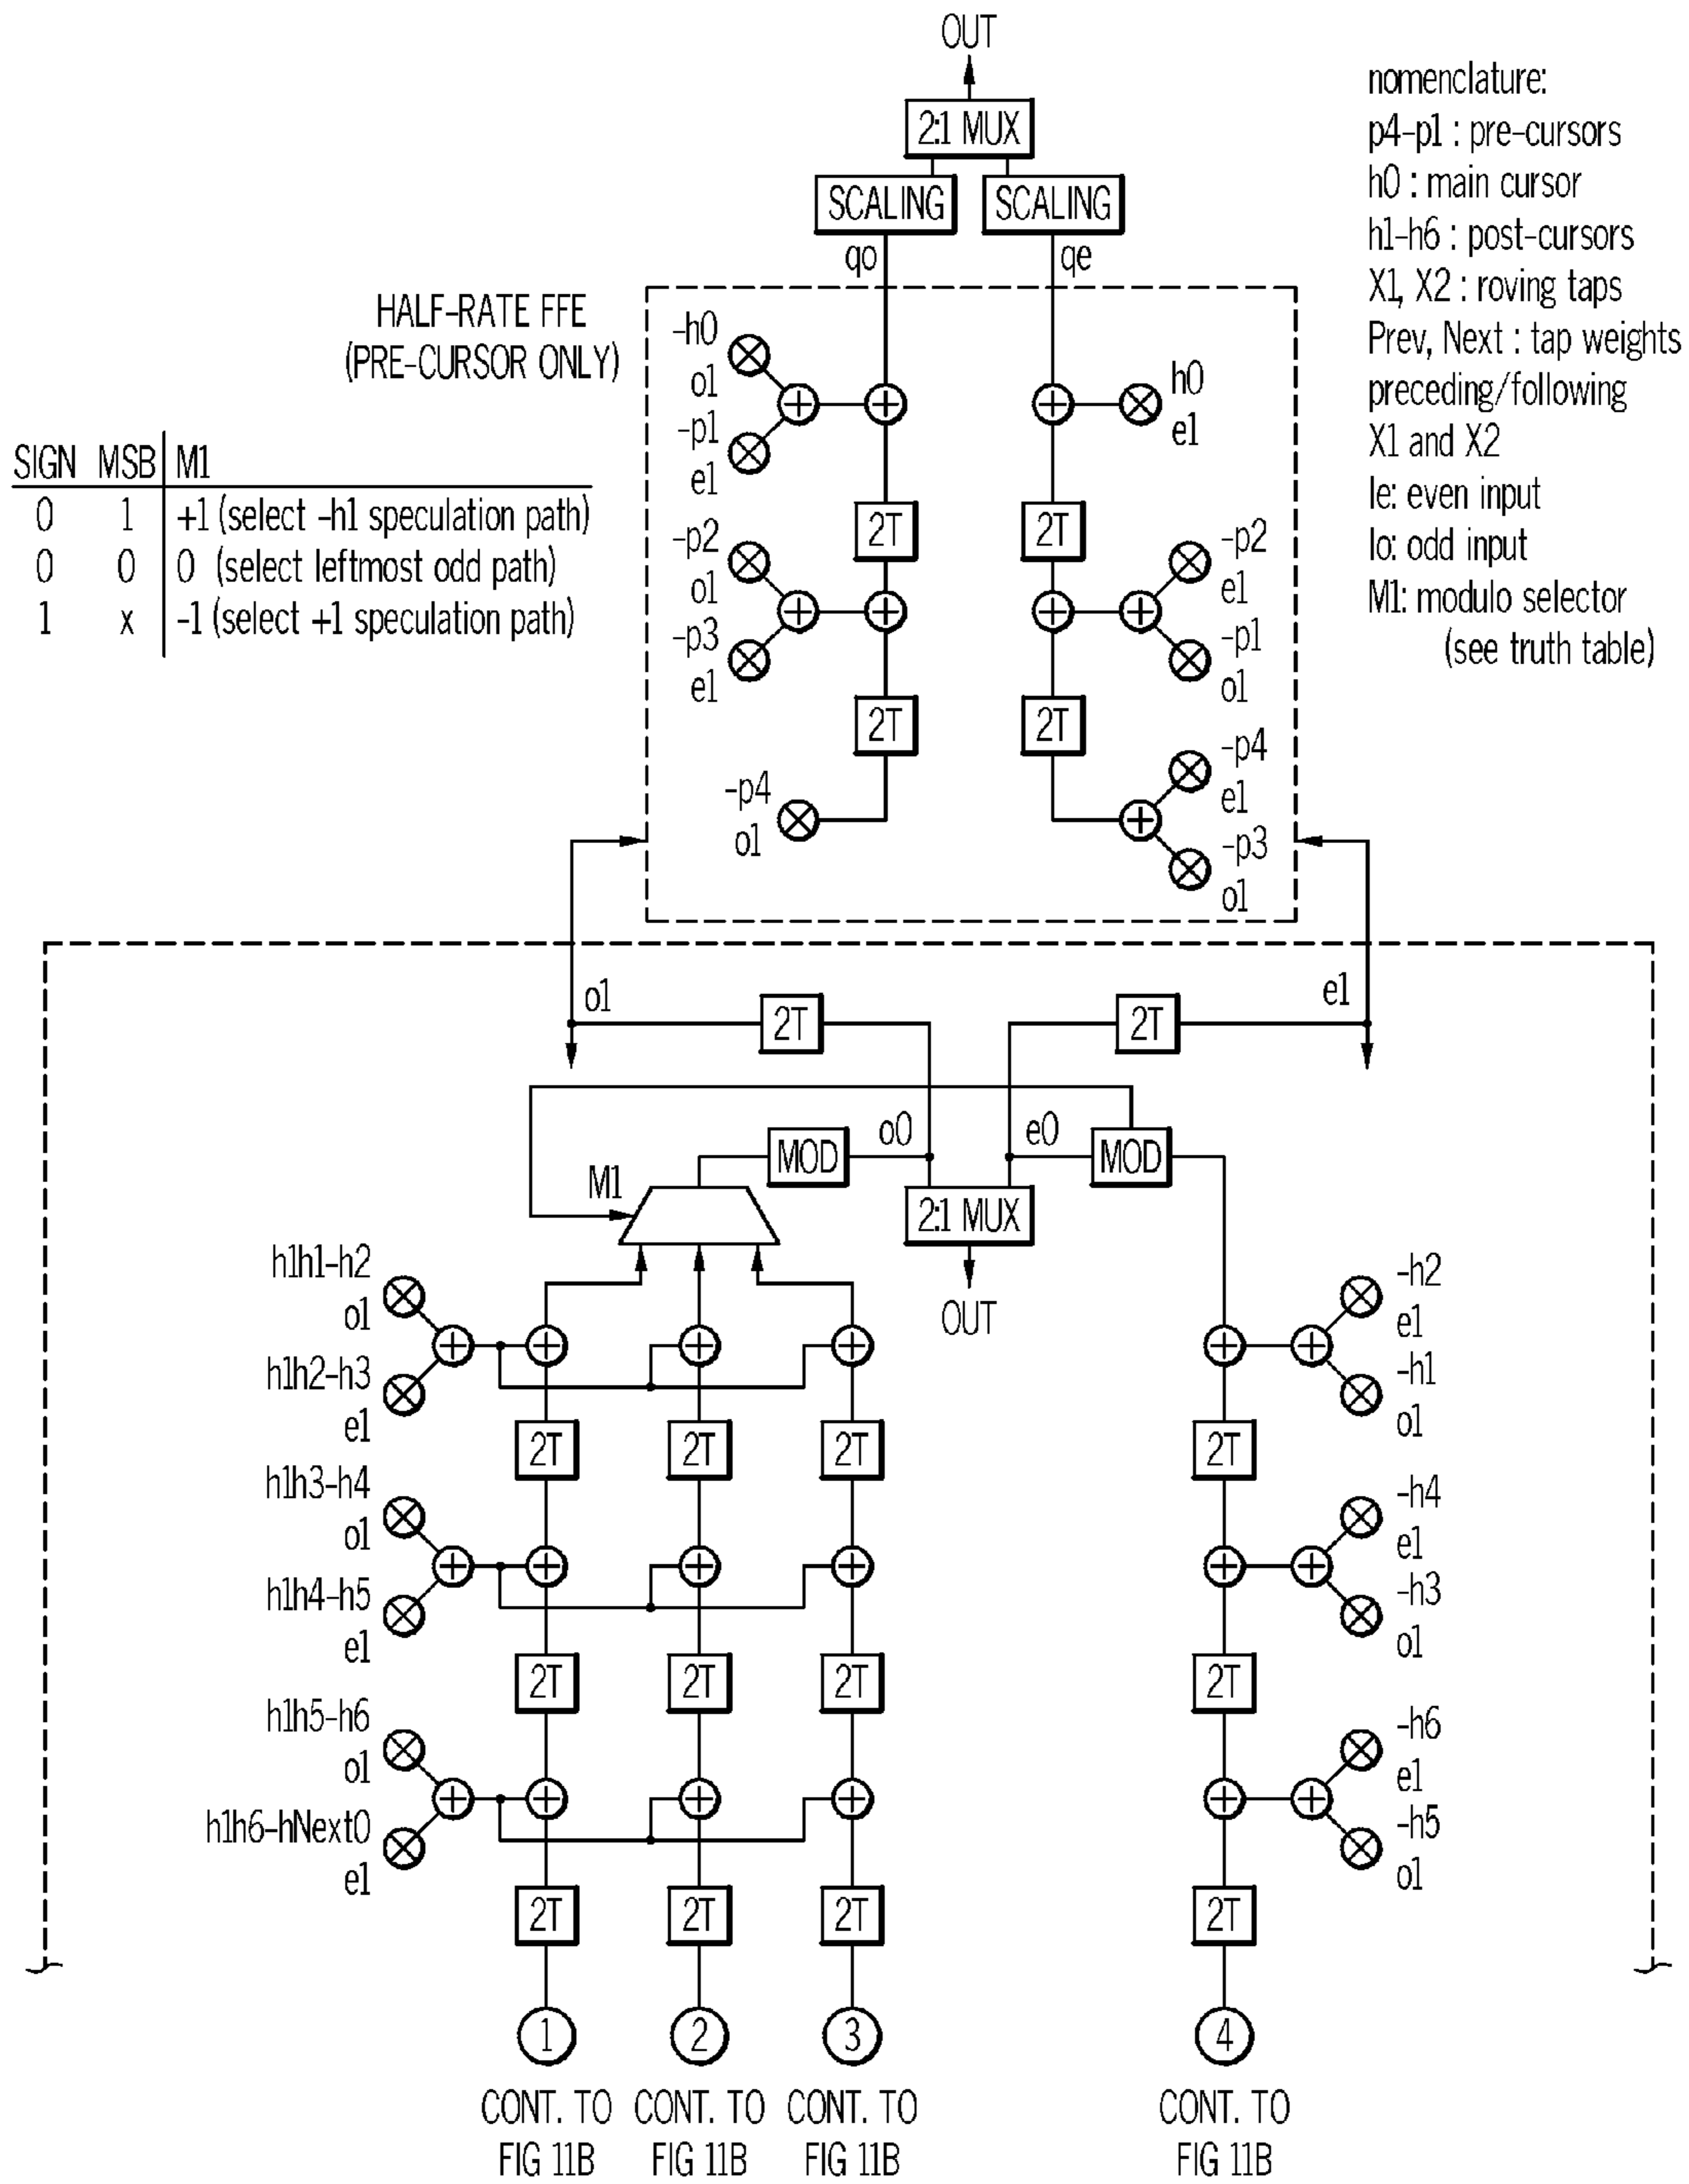 OUT
2:1 MUX
SCALING
SCALING
qo
qe
nomenclature:
p4-p1 : pre-cursors
h0 : main cursor
h1-h6 : post-cursors
X1, X2 : roving taps
Prev, Next : tap weights
preceding/following
X1 and X2
Ie: even input
Io: odd input
M1: modulo selector
(see truth table)
HALF-RATE FFE
(PRE-CURSOR ONLY)
SIGN MSB M1
0 1 +1 (select -h1 speculation path)
0 0 0 (select leftmost odd path)
1 x -1 (select +1 speculation path)
-h0
o1
-p1
e1
h0
e1
2T
2T
-p2
o1
-p3
e1
-p2
e1
-p1
o1
2T
2T
-p4
o1
-p4
e1
-p3
o1
o1
2T
2T
e1
M1
MOD
o0
e0
MOD
2:1 MUX
OUT
h1h1-h2
o1
h1h2-h3
e1
-h2
e1
-h1
o1
2T
2T
2T
2T
h1h3-h4
o1
h1h4-h5
e1
-h4
e1
-h3
o1
2T
2T
2T
2T
h1h5-h6
o1
h1h6-hNext0
e1
-h6
e1
-h5
o1
2T
2T
2T
2T
1
2
3
4
CONT. TO
FIG 11B
CONT. TO
FIG 11B
CONT. TO
FIG 11B
CONT. TO
FIG 11B